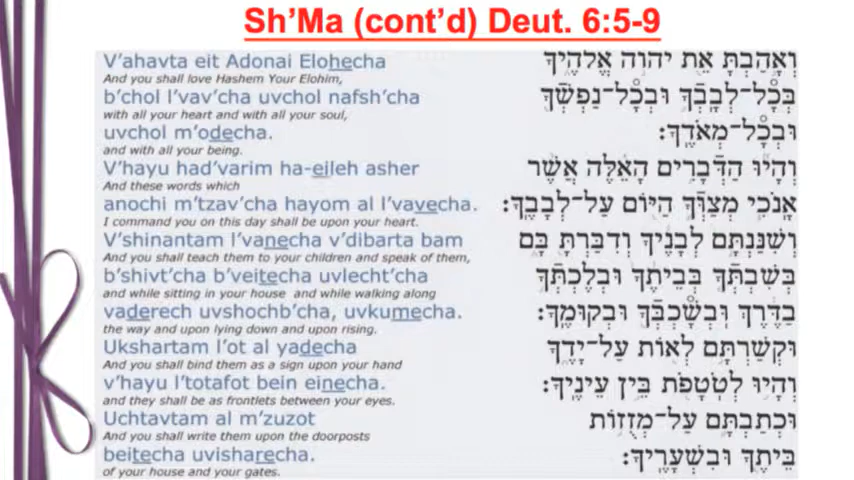 Sh’Ma (cont’d) Deut. 6:5-9
V’ahavta eit Adonai Elohecha
And you shall love Hashem Your Elohim,
b’chol l’vav’cha uvchol nafsh’cha
with all your heart and with all your soul,
uvchol m’odecha.
and with all your being.
V’hayu had’varim ha-eileh asher
And these words which
anochi m’tzav’cha hayom al l’vavecha.
I command you on this day shall be upon your heart.
V’shinantam l’vanecha v’dibarta bam
And you shall teach them to your children and speak of them,
b’shivt’cha b’veitecha uvlecht’cha
and while sitting in your house and while walking along
vaderech uvshochb’cha, uvkumecha.
the way and upon lying down and upon rising.
Ukshartam l’ot al yadecha
And you shall bind them as a sign upon your hand
v’hayu l’totafot bein einecha.
and they shall be as frontlets between your eyes.
Uchtavtam al m’zuzot
And you shall write them upon the doorposts
beitecha uvisharecha.
of your house and your gates.
וְאָ֣הַבְתָּ֔ אֵ֖ת יְהוָ֣ה אֱלֹהֶ֑יךָ
בְּכָל־לְבָבְךָ֥ וּבְכָל־נַפְשְׁךָ֖
וּבְכָל־מְאֹדֶֽךָ׃
וְהָי֞וּ הַדְּבָרִ֣ים הָאֵ֗לֶּה אֲשֶׁ֨ר
אָֽנֹכִ֧י מְצַוְּךָ֛ הַיּ֖וֹם עַל־לְבָבֶֽךָ׃
וְשִׁנַּנְתָּ֣ם לְבָנֶ֔יךָ וְדִבַּרְתָּ֖ בָּ֑ם
בְּשִׁבְתְּךָ֤ בְּבֵיתֶ֙ךָ֙ וּבְלֶכְתְּךָ֣
בַדֶּ֔רֶךְ וּֽבְשָׁכְבְּךָ֖ וּבְקוּמֶֽךָ׃
וּקְשַׁרְתָּ֥ם לְא֖וֹת עַל־יָדֶ֑ךָ
וְהָי֥וּ לְטֹטָפֹ֖ת בֵּ֥ין עֵינֶֽיךָ׃
וּכְתַבְתָּ֛ם עַל־מְזֻז֥וֹת
בֵּיתֶ֖ךָ וּבִשְׁעָרֶֽיךָ׃